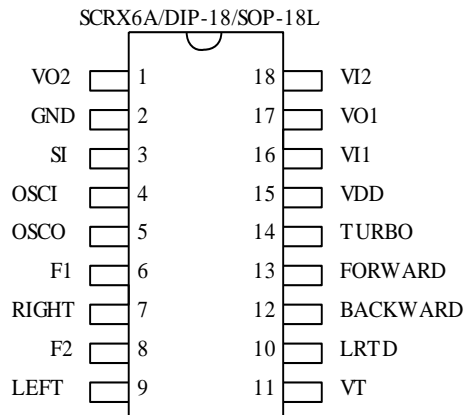 SCRX6A/DIP-18/SOP-18L
VO2 1 18 VI2
GND 2 17 VO1
SI 3 16 VI1
OSCI 4 15 VDD
OSCO 5 14 TURBO
F1 6 13 FORWARD
RIGHT 7 12 BACKWARD
F2 8 10 LRTD
LEFT 9 11 VT